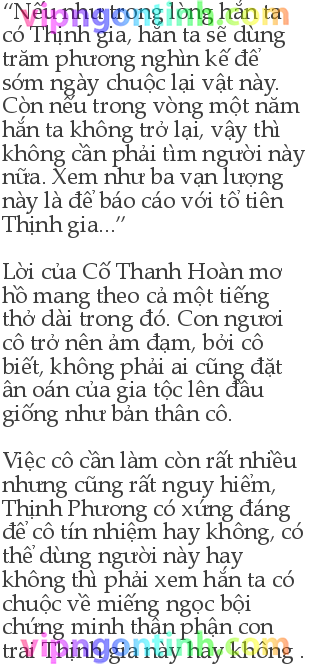 “Nếu như trong lòng hắn ta
có Thịnh gia, hắn ta sẽ dùng
trăm phương nghìn kế để
sớm ngày chuộc lại vật này.
Còn nếu trong vòng một năm
hắn ta không trở lại, vậy thì
không cần phải tìm người này
nữa. Xem như ba vạn lượng
này là để báo cáo với tổ tiên
Thịnh gia...”
Lời của Cố Thanh Hoàn mơ
hồ mang theo cả một tiếng
thở dài trong đó. Con ngươi
cô trở nên ảm đạm, bởi cô
biết, không phải ai cũng đặt
ân oán của gia tộc lên đầu
giống như bản thân cô.
Việc cô cần làm còn rất nhiều
nhưng cũng rất nguy hiểm,
Thịnh Phương có xứng đáng
để cô tín nhiệm hay không, có
thể dùng người này hay
không thì phải xem hắn ta có
chuộc về miếng ngọc bội
chứng minh thân phận con
trai Thịnh gia này hay không .
vipngontinh.com
vipngontinh.com